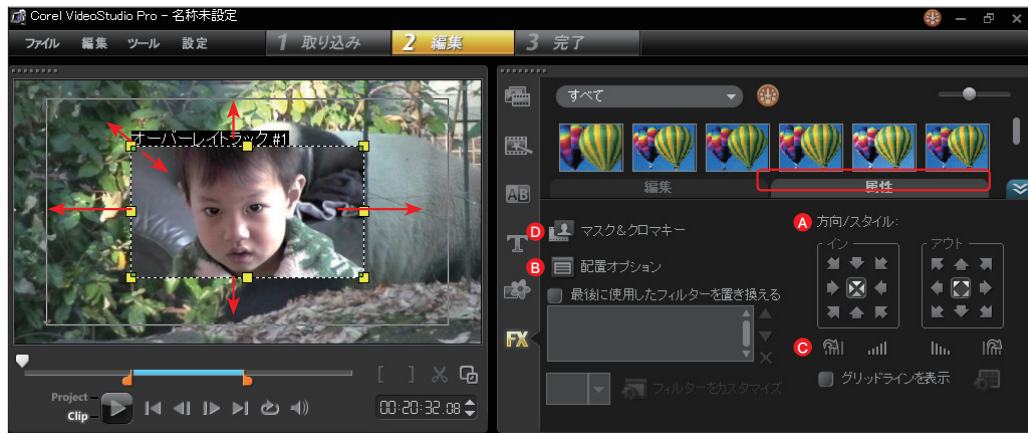 Corel VideoStudio Pro - 名称未設定
ファイル 編集 ツール 設定
1 取り込み
2 編集
3 完了
すべて
オーバーレイトラック #1
編集
属性
AB
T
FX
D マスク&クロマキー
B 配置オプション
最後に使用したフィルターを置き換える
フィルターをカスタマイズ
A 方向/スタイル:
イン
アウト
C
グリッドラインを表示
Project
Clip
[ ]
00:20:32.08